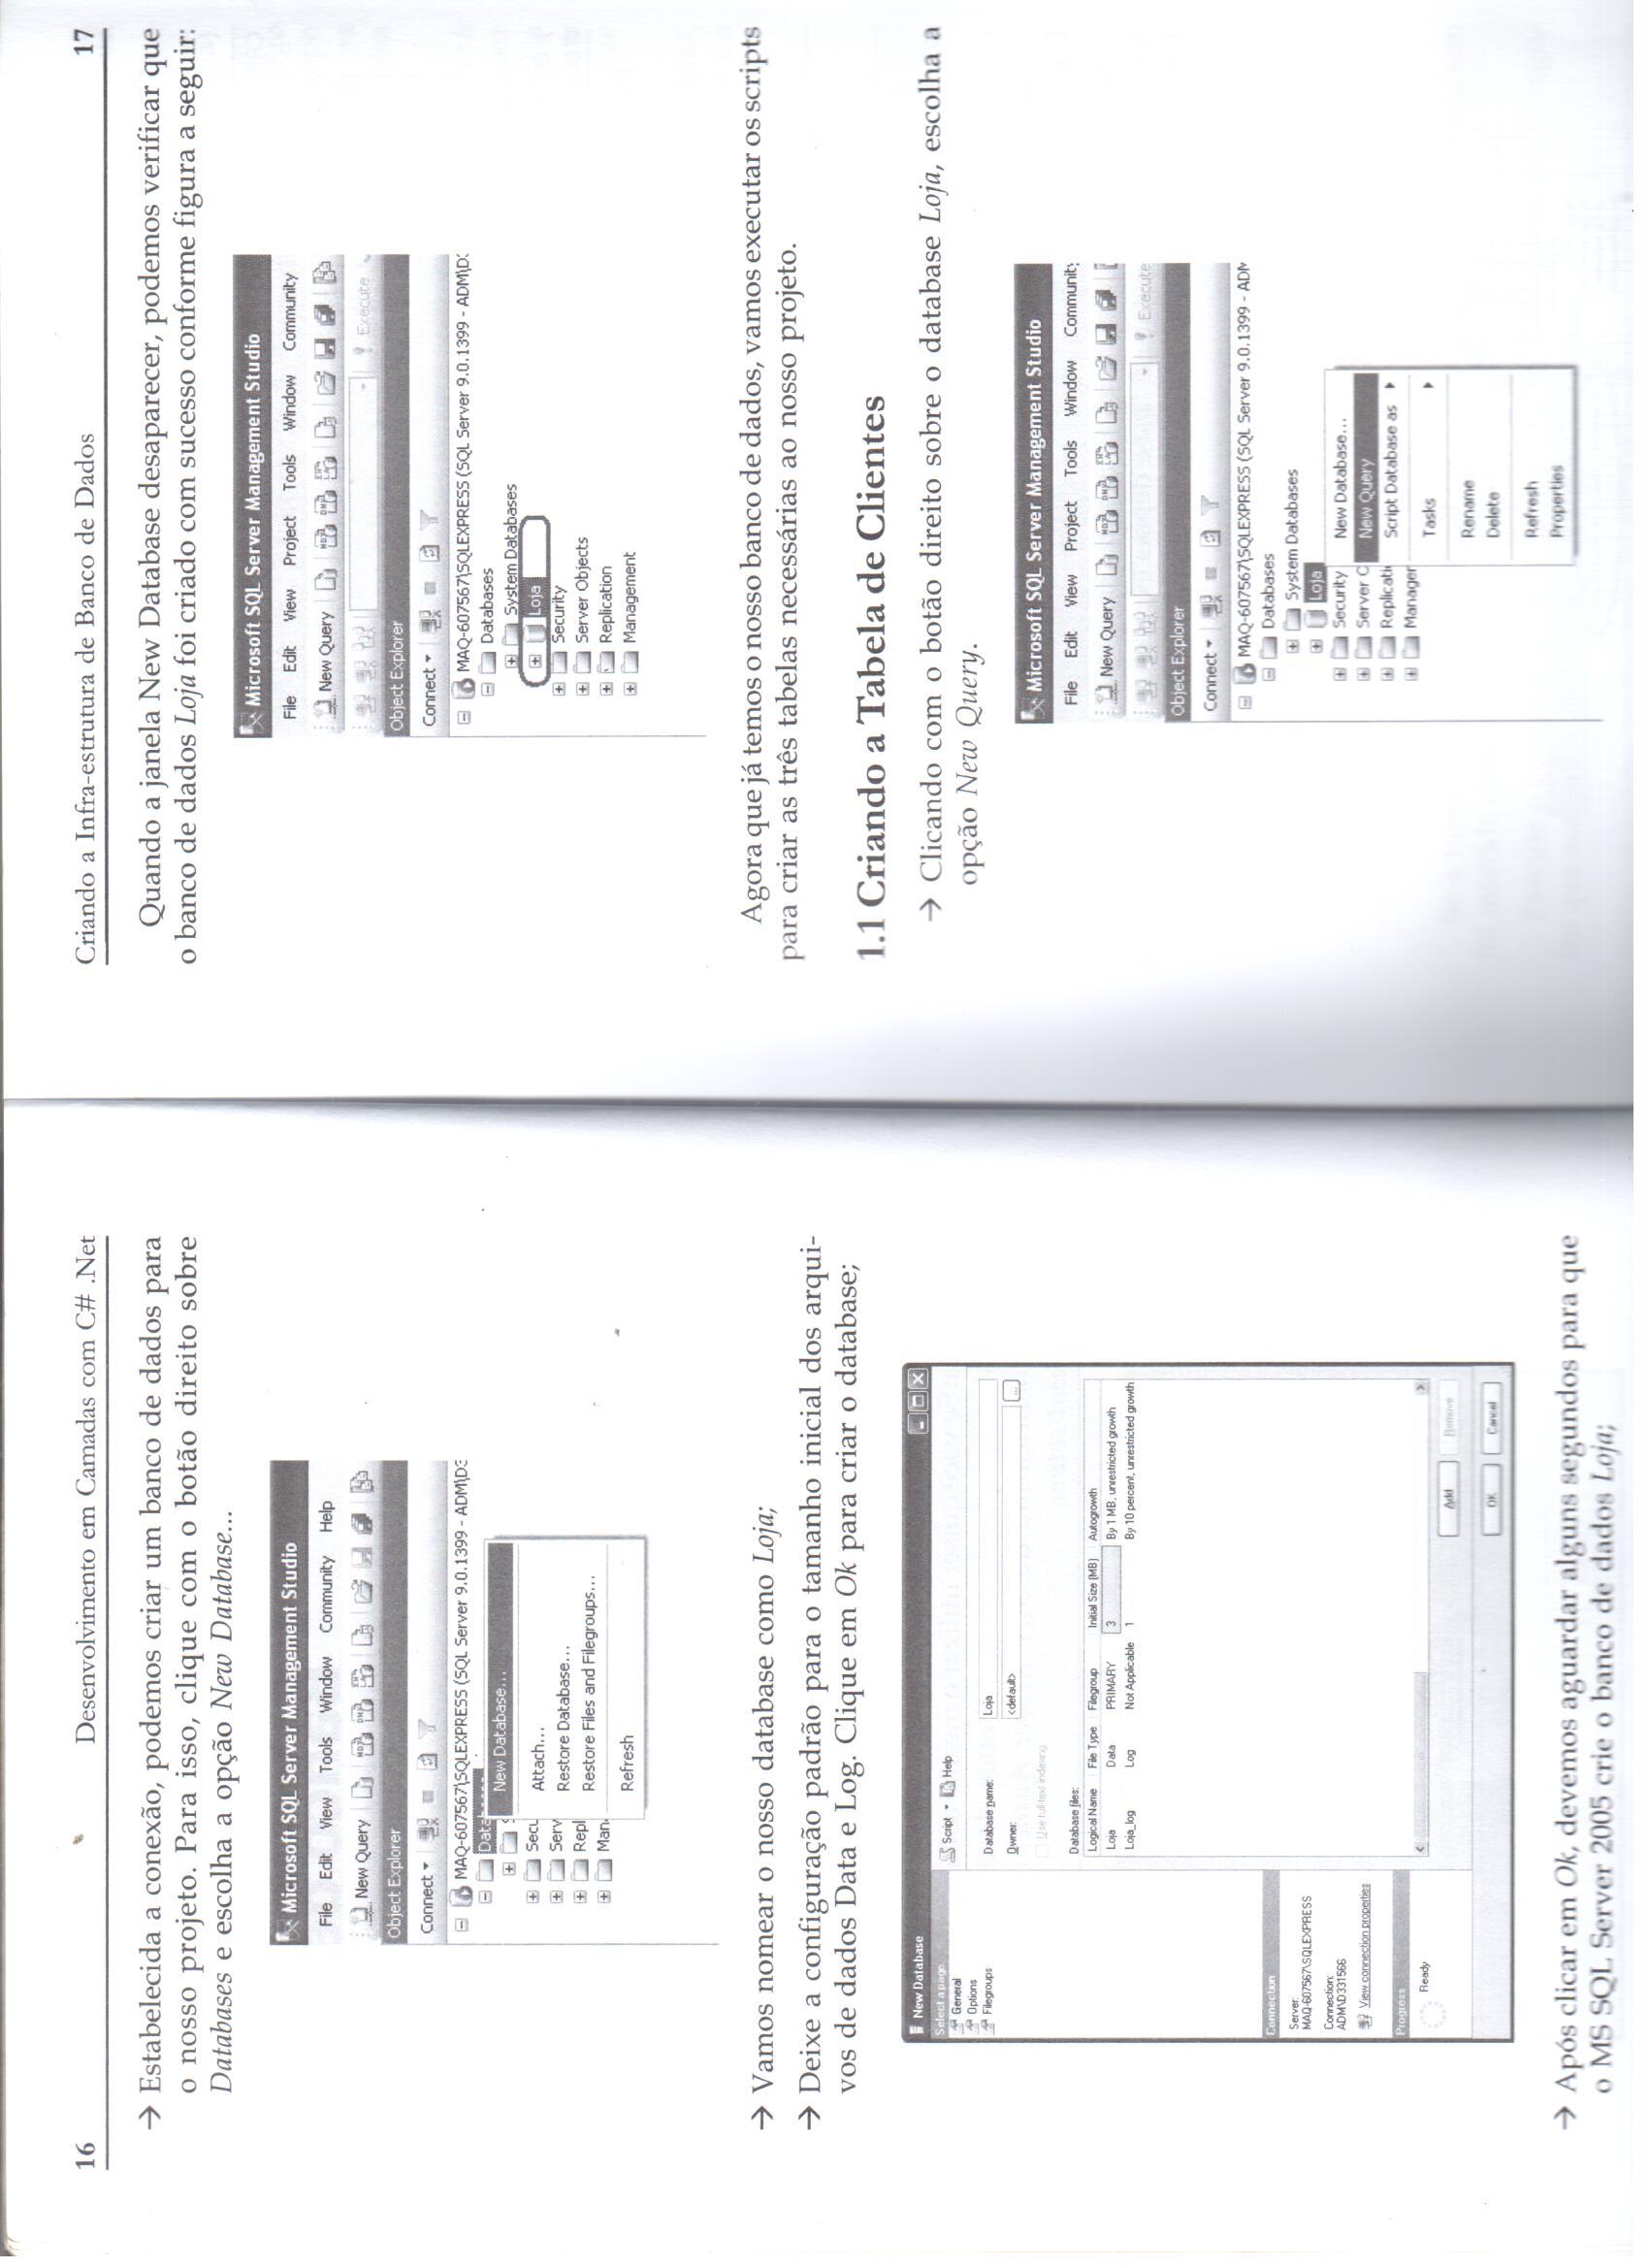 16
Desenvolvimento em Camadas com C# .Net
→ Estabelecida a conexão, podemos criar um banco de dados para
o nosso projeto. Para isso, clique com o botão direito sobre
Databases e escolha a opção New Database...
Microsoft SQL Server Management Studio
File Edit View Tools Window Community Help
New Query
Object Explorer
Connect
MAQ-607567\SQLEXPRESS (SQL Server 9.0.1399 - ADM\D3
New Database...
Secu
Attach...
Serv
Restore Database...
Repl
Restore Files and Filegroups...
Man
Refresh
→ Vamos nomear o nosso database como Loja;
→ Deixe a configuração padrão para o tamanho inicial dos arqui-
vos de dados Data e Log. Clique em Ok para criar o database;
New Database
Select a page
General
Options
Filegroups
Script Help
Database name: Loja
Owner: <default> ...
Use full-text indexing
Database files:
Logical Name File Type Filegroup Initial Size (MB) Autogrowth
Loja Data PRIMARY 3 By 1 MB, unrestricted growth
Loja_log Log Not Applicable 1 By 10 percent, unrestricted growth
Connection
Server:
MAQ-607567\SQLEXPRESS
Connection:
ADM\D331566
View connection properties
Progress
Ready
Add Remove
OK Cancel
→ Após clicar em Ok, devemos aguardar alguns segundos para que
o MS SQL Server 2005 crie o banco de dados Loja;
Criando a Infra-estrutura de Banco de Dados
17
Quando a janela New Database desaparecer, podemos verificar que
o banco de dados Loja foi criado com sucesso conforme figura a seguir:
Microsoft SQL Server Management Studio
File Edit View Project Tools Window Community
New Query
Execute
Object Explorer
Connect
MAQ-607567\SQLEXPRESS (SQL Server 9.0.1399 - ADM\D
Databases
System Databases
Loja
Security
Server Objects
Replication
Management
Agora que já temos o nosso banco de dados, vamos executar os scripts
para criar as três tabelas necessárias ao nosso projeto.
1.1 Criando a Tabela de Clientes
→ Clicando com o botão direito sobre o database Loja, escolha a
opção New Query.
Microsoft SQL Server Management Studio
File Edit View Project Tools Window Communit
New Query
Execute
Object Explorer
Connect
MAQ-607567\SQLEXPRESS (SQL Server 9.0.1399 - ADM
Databases
System Databases
Loja
Security
New Database...
Server O
New Query
Replicati
Script Database as
Manager
Tasks
Rename
Delete
Refresh
Properties